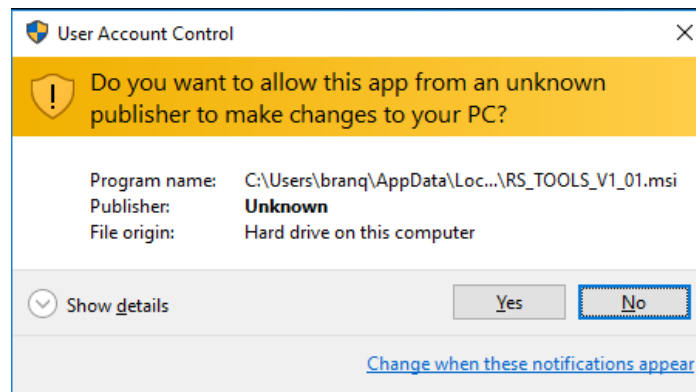 User Account Control
Do you want to allow this app from an unknown
publisher to make changes to your PC?
Program name: C:\Users\branq\AppData\Loc...\RS_TOOLS_V1_01.msi
Publisher: Unknown
File origin: Hard drive on this computer
Show details Yes No
Change when these notifications appear